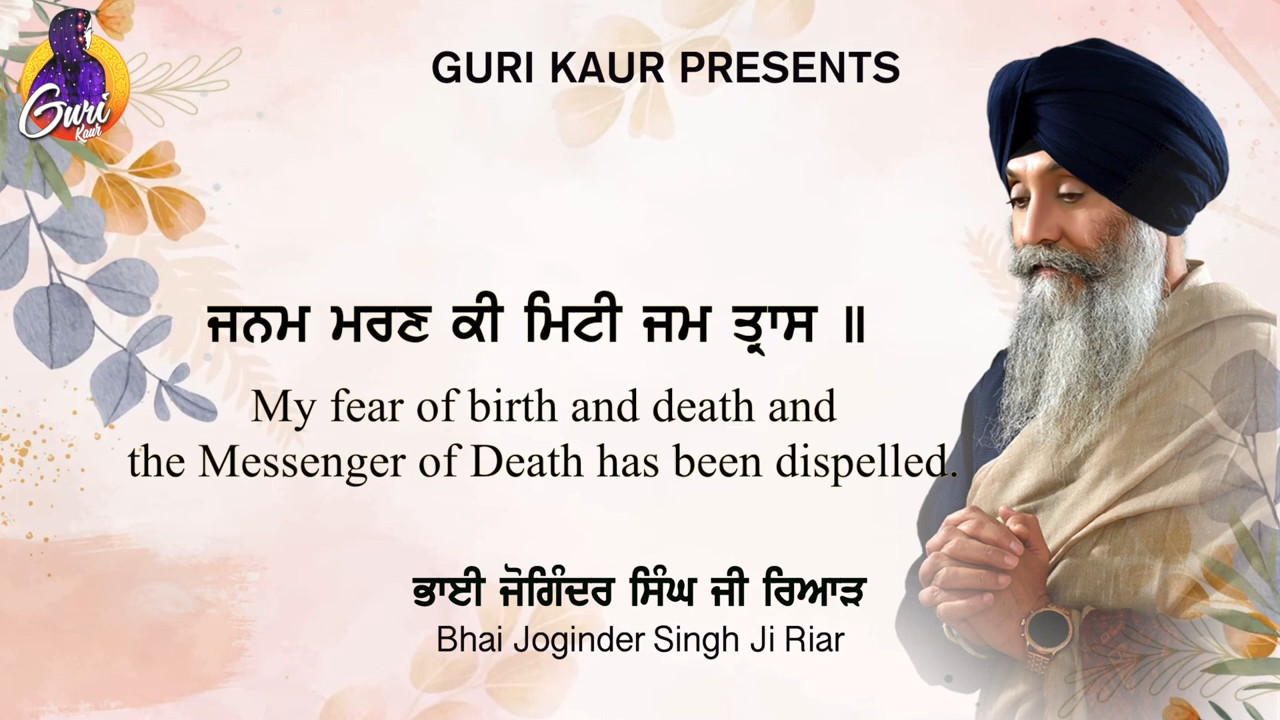 Guri
Kaur
GURI KAUR PRESENTS
ਜਨਮ ਮਰਣ ਕੀ ਮਿਟੀ ਜਮ ਤ੍ਰਾਸ ॥
My fear of birth and death and
the Messenger of Death has been dispelled.
ਭਾਈ ਜੋਗਿੰਦਰ ਸਿੰਘ ਜੀ ਰਿਆੜ
Bhai Joginder Singh Ji Riar